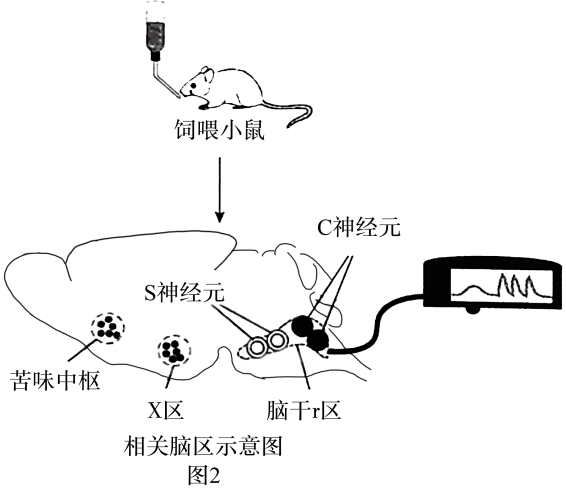 饲喂小鼠
C神经元
S神经元
苦味中枢
X区
脑干r区
相关脑区示意图
图2